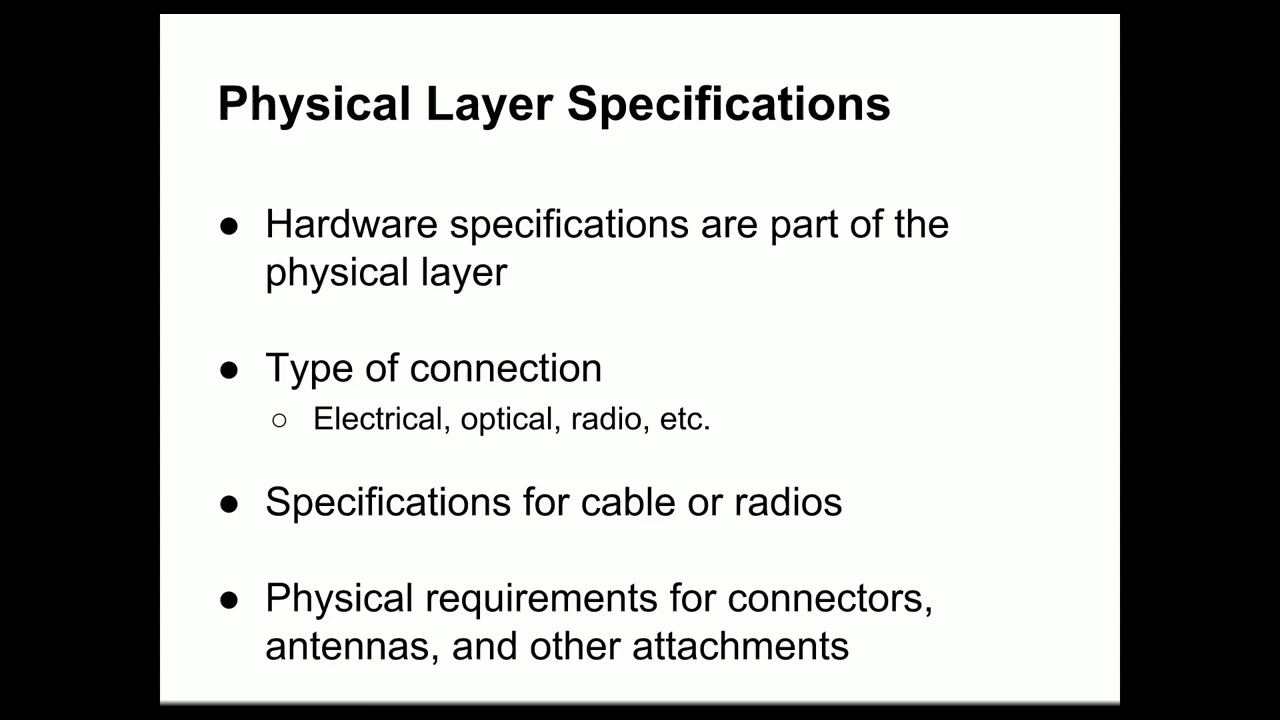 Physical Layer Specifications
● Hardware specifications are part of the
physical layer
● Type of connection
○ Electrical, optical, radio, etc.
● Specifications for cable or radios
● Physical requirements for connectors,
antennas, and other attachments